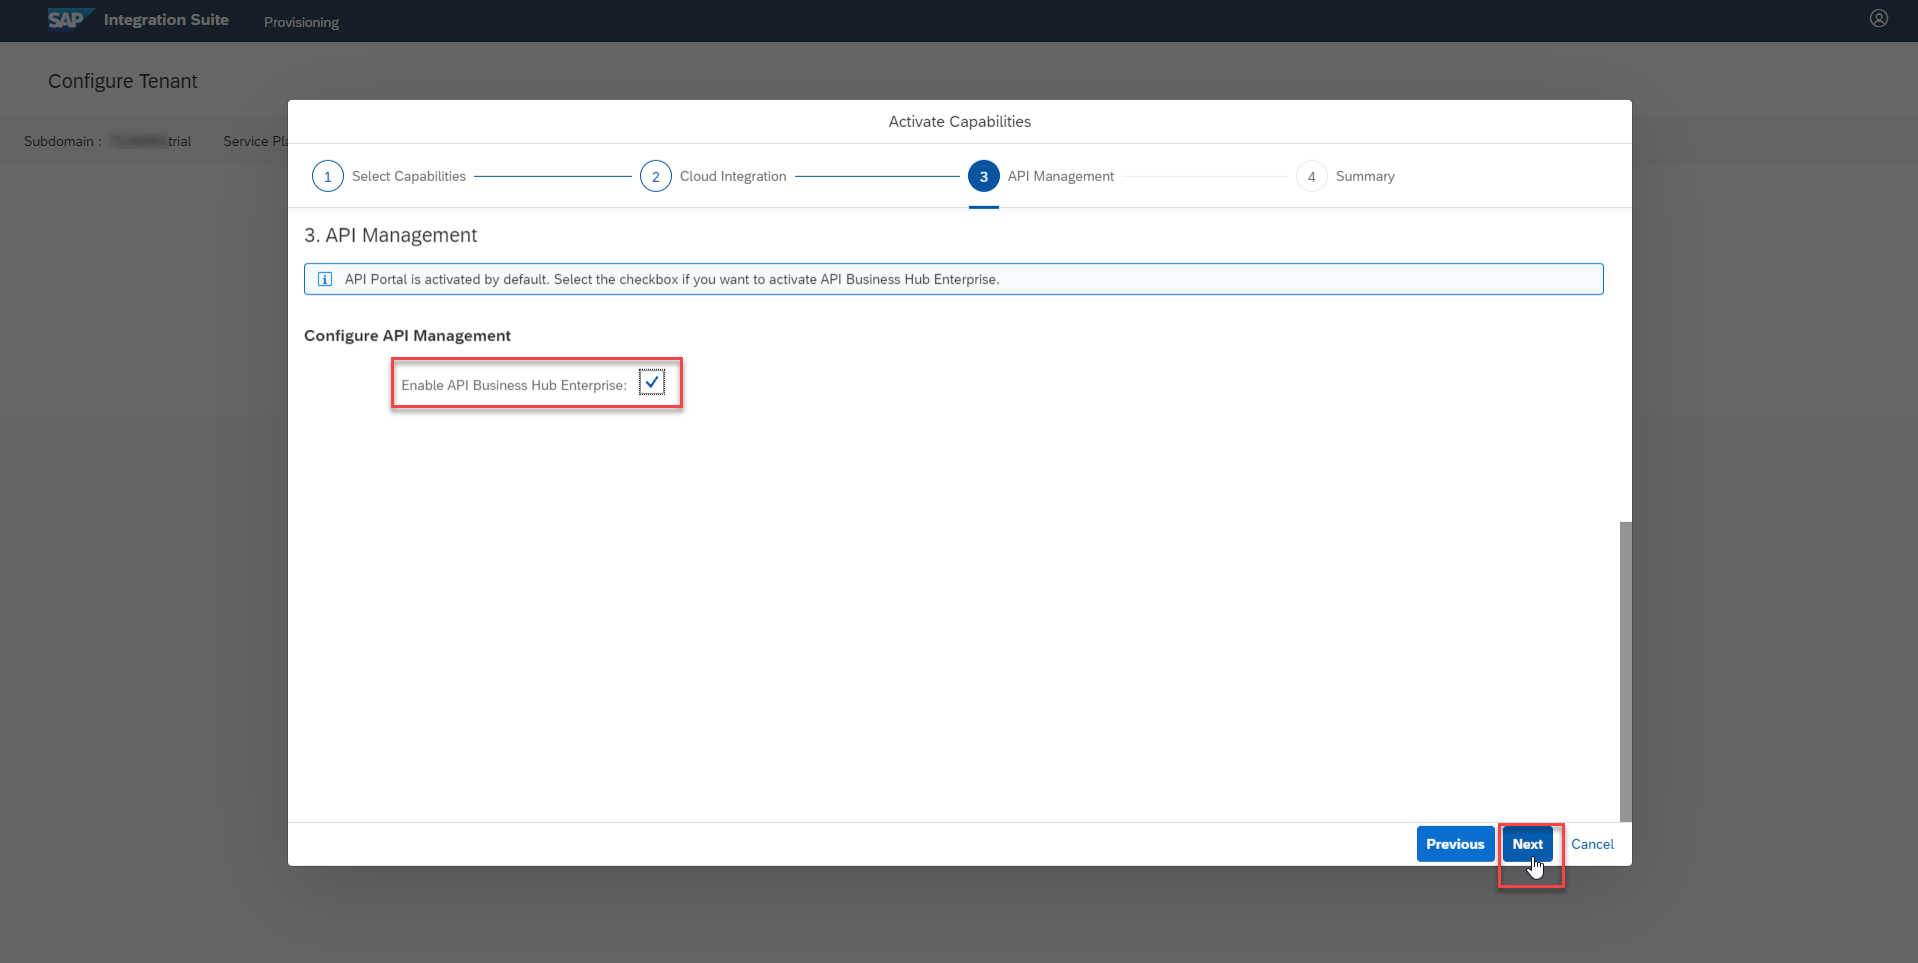 SAP Integration Suite Provisioning
Configure Tenant
Subdomain : trial Service Pla
Activate Capabilities
1 Select Capabilities 2 Cloud Integration 3 API Management 4 Summary
3. API Management
API Portal is activated by default. Select the checkbox if you want to activate API Business Hub Enterprise.
Configure API Management
Enable API Business Hub Enterprise:
Previous Next Cancel